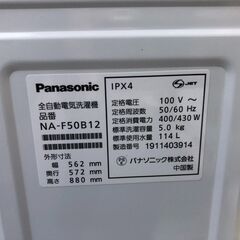 Panasonic
全自動電気洗濯機
品番
NA-F50B12
外形寸法
幅 562 mm
奥行 572 mm
高さ 880 mm
IPX4
JET
定格電圧 100 V~
定格周波数 50/60 Hz
定格消費電力 400/430 W
標準洗濯容量 5.0 kg
標準使用水量 114 L
製造番号 1911403914
パナソニック株式会社
中国製